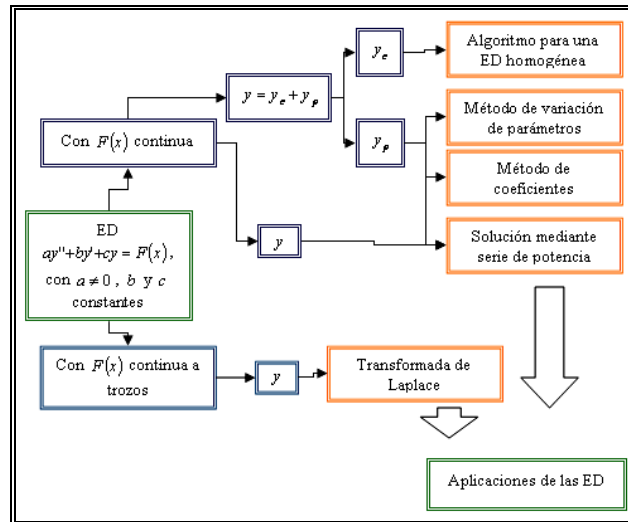 y_e
Algoritmo para una
ED homogénea
y = y_e + y_p
Método de variación
de parámetros
Con F(x) continua
y_p
Método de
coeficientes
ED
ay"+by'+cy = F(x),
con a ≠ 0 , b y c
constantes
y
Solución mediante
serie de potencia
Con F(x) continua a
trozos
y
Transformada de
Laplace
Aplicaciones de las ED